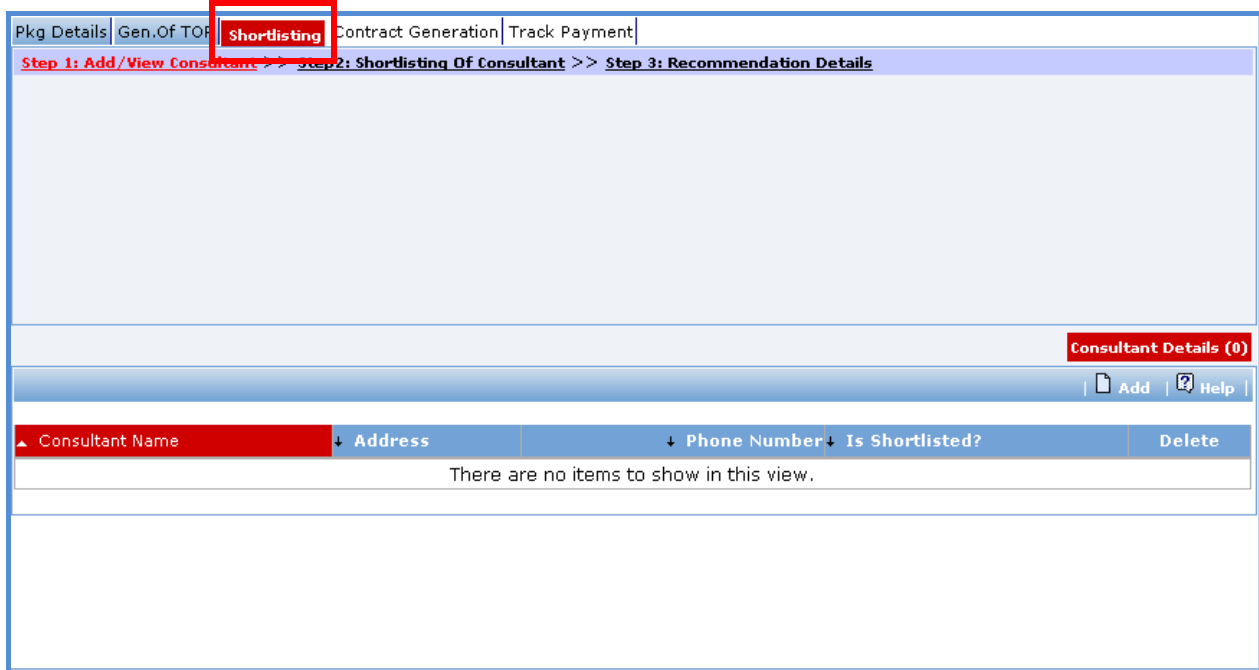 Pkg Details Gen.Of TOR Shortlisting Contract Generation Track Payment
Step 1: Add/View Consultant >> Step2: Shortlisting Of Consultant >> Step 3: Recommendation Details
Consultant Details (0)
| Add | Help |
Consultant Name Address Phone Number Is Shortlisted? Delete
There are no items to show in this view.